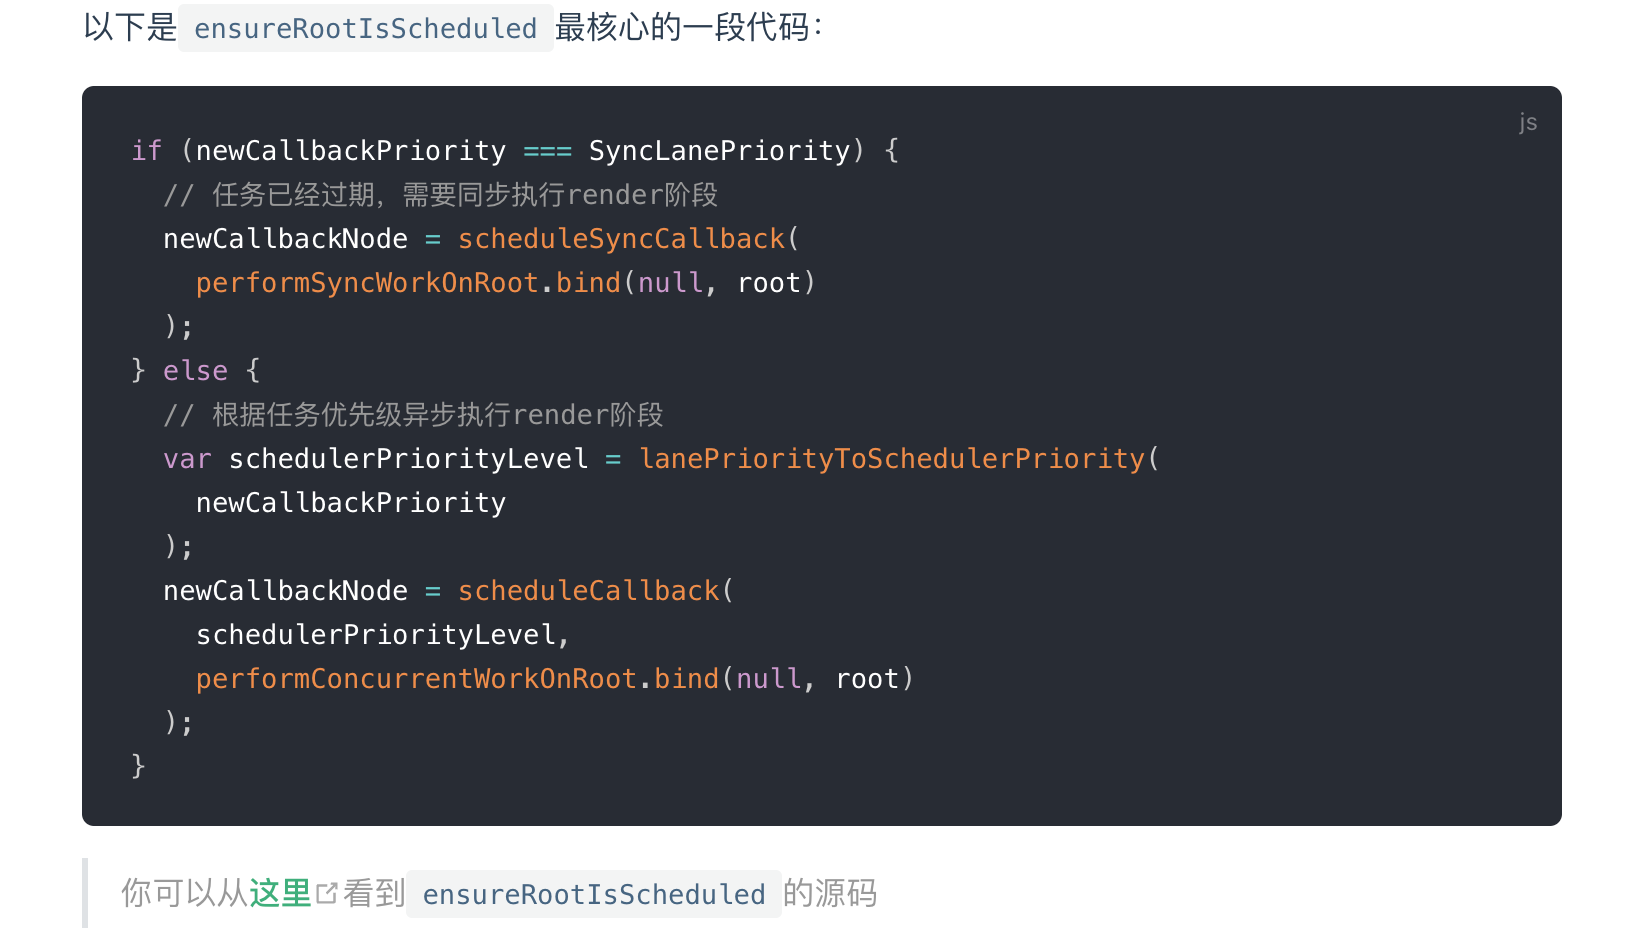 以下是 ensureRootIsScheduled 最核心的一段代码：
js
if (newCallbackPriority === SyncLanePriority) {
  // 任务已经过期，需要同步执行render阶段
  newCallbackNode = scheduleSyncCallback(
    performSyncWorkOnRoot.bind(null, root)
  );
} else {
  // 根据任务优先级异步执行render阶段
  var schedulerPriorityLevel = lanePriorityToSchedulerPriority(
    newCallbackPriority
  );
  newCallbackNode = scheduleCallback(
    schedulerPriorityLevel,
    performConcurrentWorkOnRoot.bind(null, root)
  );
}
你可以从这里看到 ensureRootIsScheduled 的源码